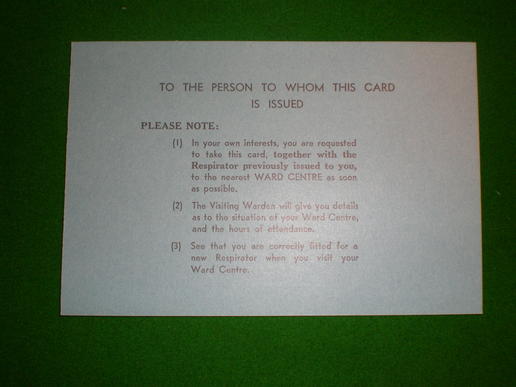 TO THE PERSON TO WHOM THIS CARD
IS ISSUED
PLEASE NOTE:
(1) In your own interests, you are requested
to take this card, together with the
Respirator previously issued to you,
to the nearest WARD CENTRE as soon
as possible.
(2) The Visiting Warden will give you details
as to the situation of your Ward Centre,
and the hours of attendance.
(3) See that you are correctly fitted for a
new Respirator when you visit your
Ward Centre.